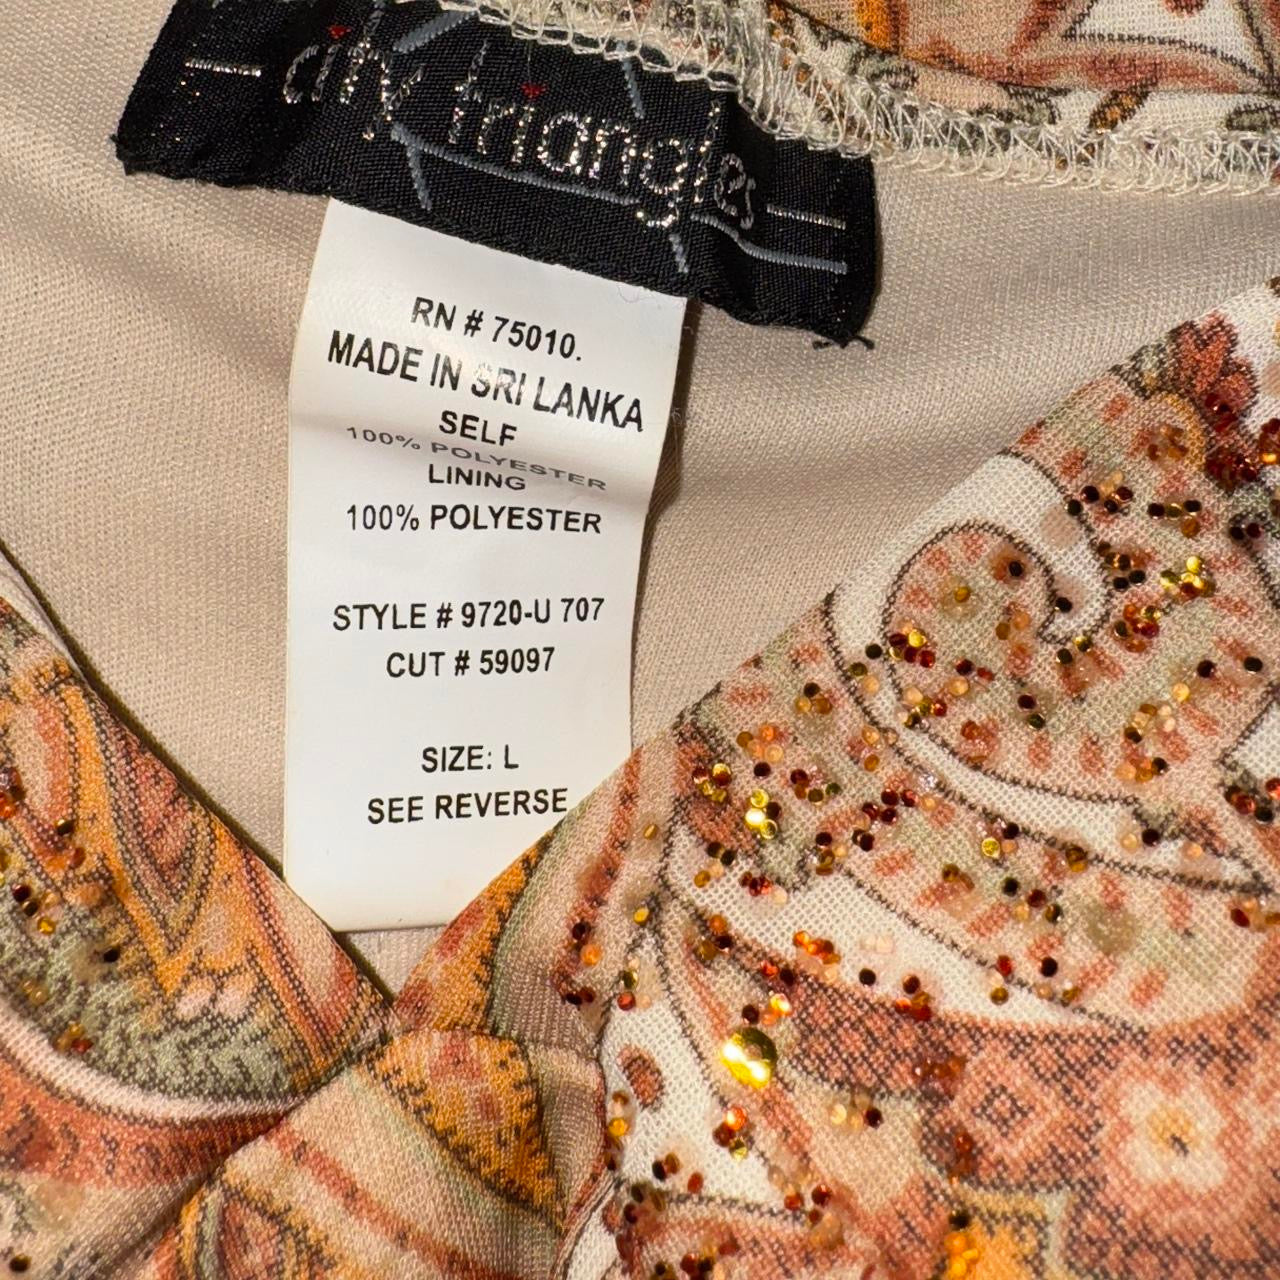 city triangles
RN # 75010.
MADE IN SRI LANKA
SELF
100% POLYESTER
LINING
100% POLYESTER
STYLE # 9720-U 707
CUT # 59097
SIZE: L
SEE REVERSE